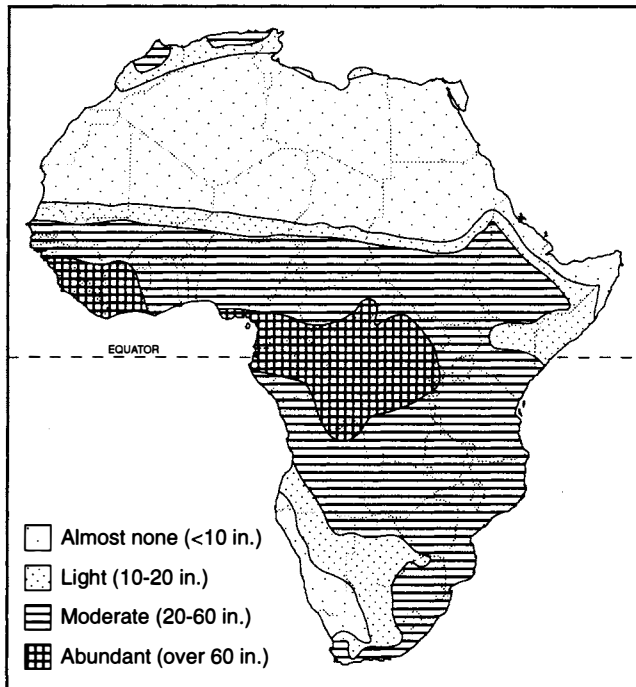 EQUATOR
Almost none (<10 in.)
Light (10-20 in.)
Moderate (20-60 in.)
Abundant (over 60 in.)